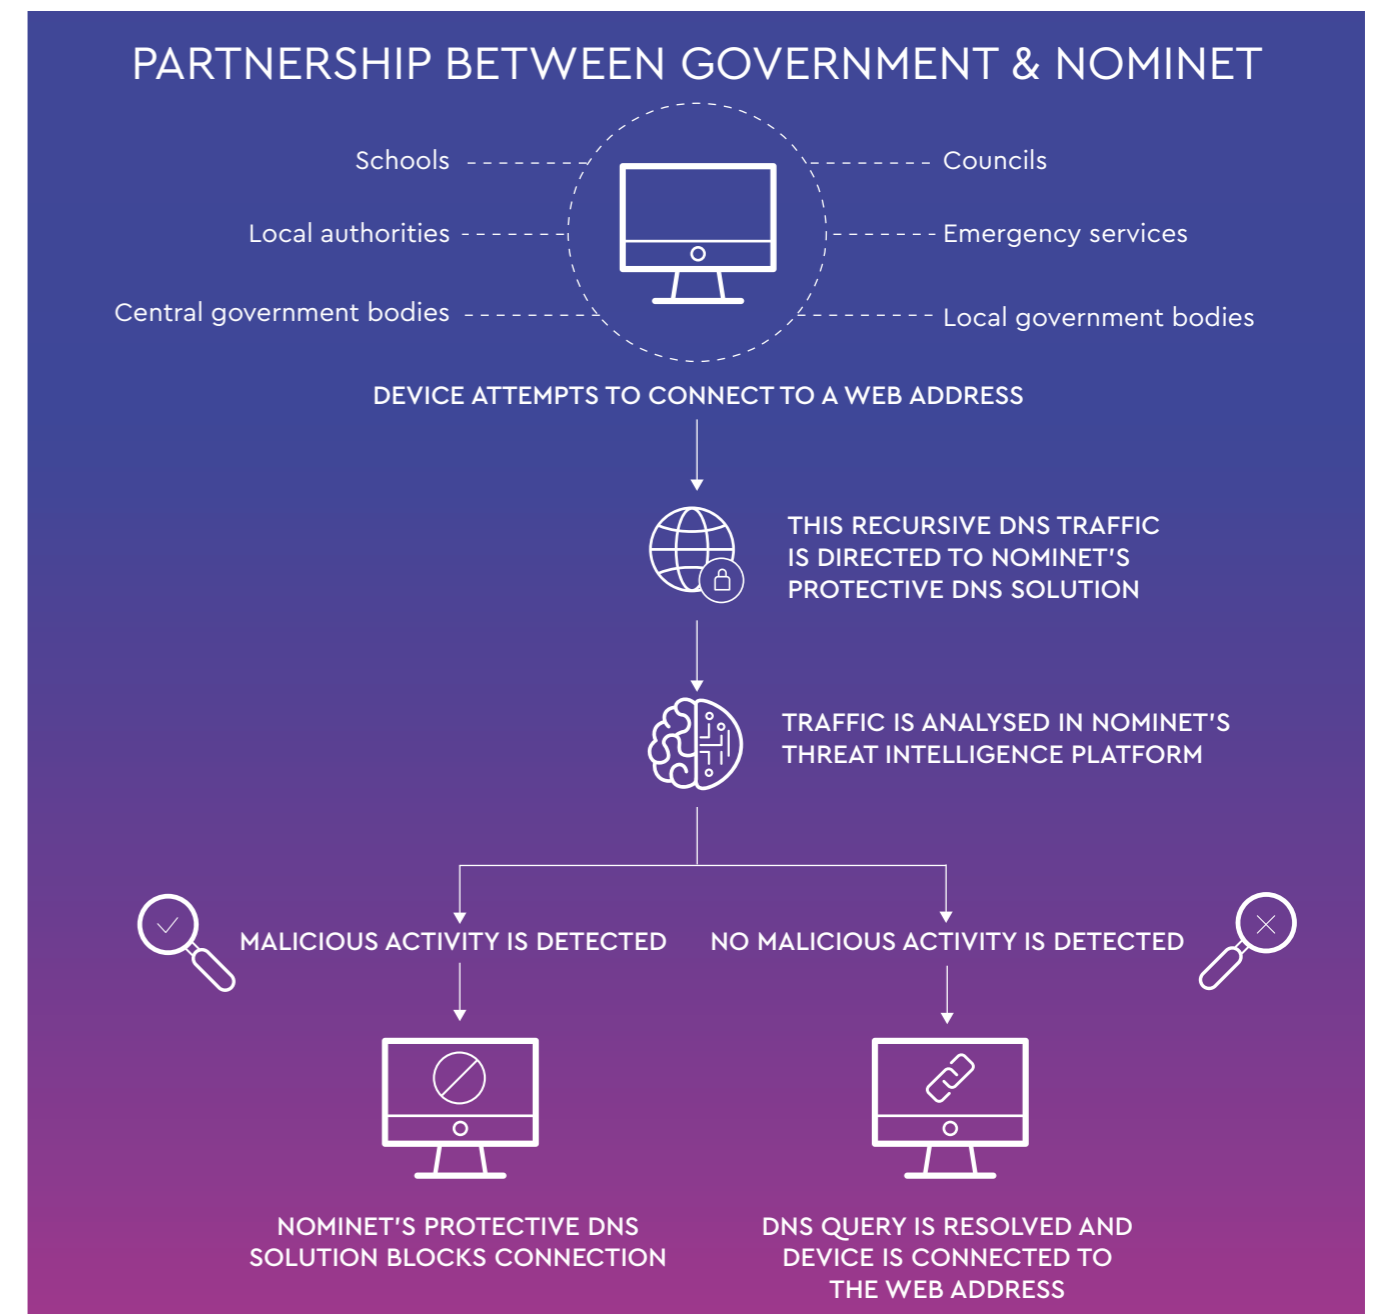 PARTNERSHIP BETWEEN GOVERNMENT & NOMINET
Schools
Councils
Local authorities
Emergency services
Central government bodies
Local government bodies
DEVICE ATTEMPTS TO CONNECT TO A WEB ADDRESS
THIS RECURSIVE DNS TRAFFIC
IS DIRECTED TO NOMINET'S
PROTECTIVE DNS SOLUTION
TRAFFIC IS ANALYSED IN NOMINET'S
THREAT INTELLIGENCE PLATFORM
MALICIOUS ACTIVITY IS DETECTED
NO MALICIOUS ACTIVITY IS DETECTED
NOMINET'S PROTECTIVE DNS
SOLUTION BLOCKS CONNECTION
DNS QUERY IS RESOLVED AND
DEVICE IS CONNECTED TO
THE WEB ADDRESS